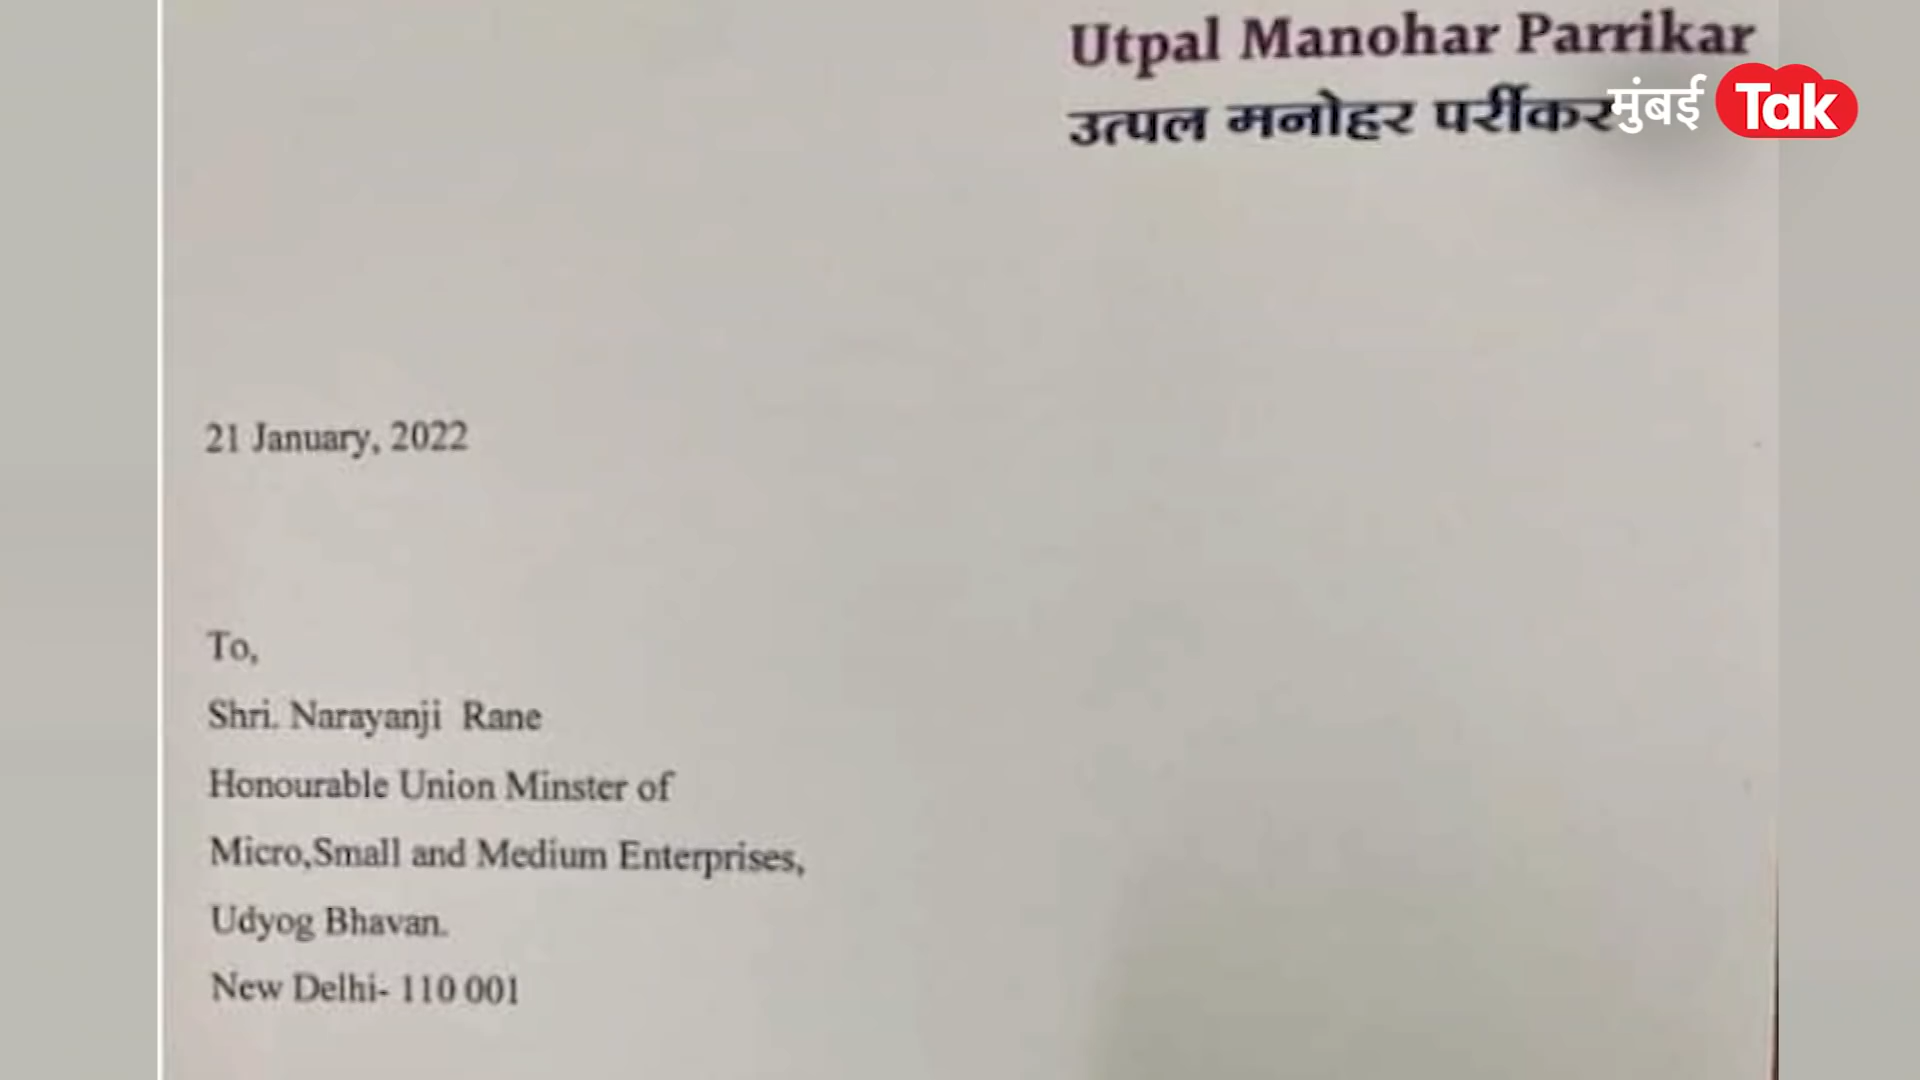 Utpal Manohar Parrikar
उत्पल मनोहर पर्रीकर
मुंबई Tak
21 January, 2022
To,
Shri. Narayanji Rane
Honourable Union Minster of
Micro,Small and Medium Enterprises,
Udyog Bhavan.
New Delhi- 110 001